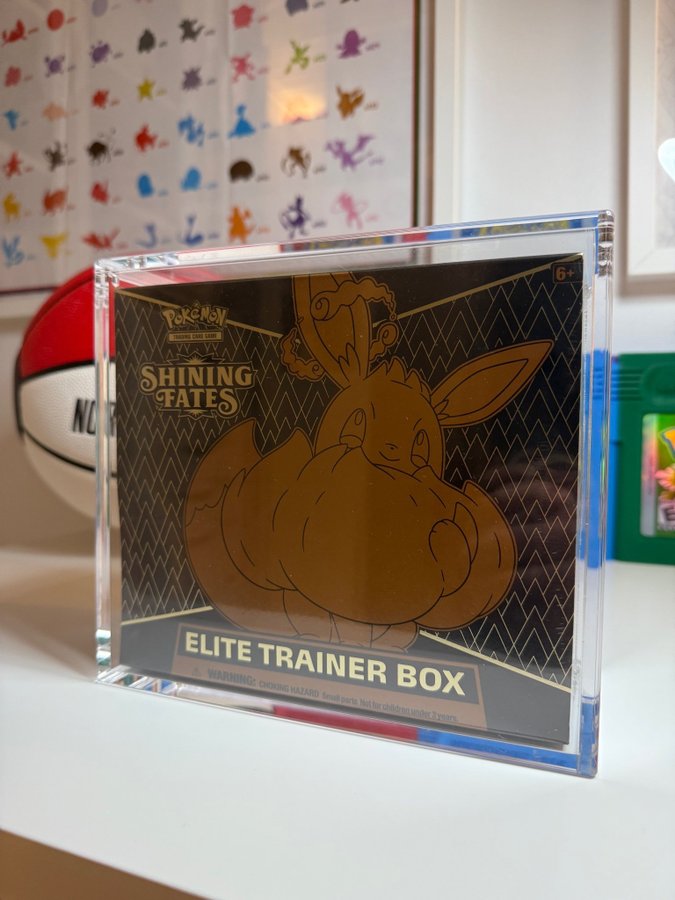 6+
POKéMON
TRADING CARD GAME
SHINING
FATES
ELITE TRAINER BOX
WARNING: CHOKING HAZARD Small parts. Not for children under 3 years.